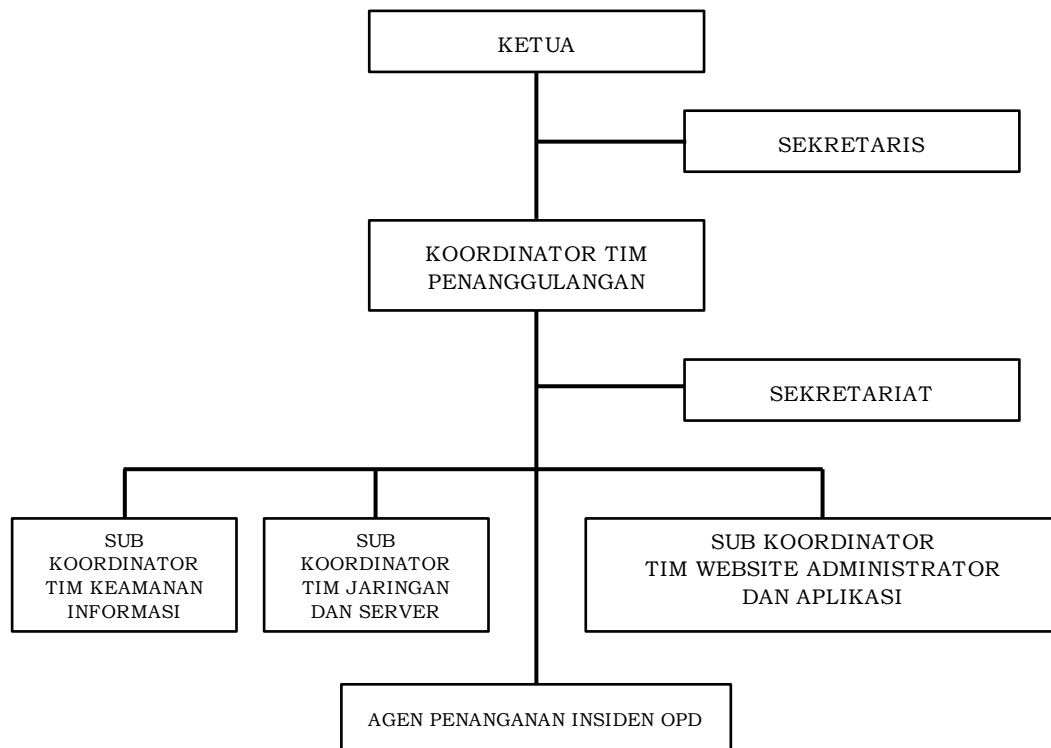 KETUA
SEKRETARIS
KOORDINATOR TIM
PENANGGULANGAN
SEKRETARIAT
SUB
KOORDINATOR
TIM KEAMANAN
INFORMASI
SUB
KOORDINATOR
TIM JARINGAN
DAN SERVER
SUB KOORDINATOR
TIM WEBSITE ADMINISTRATOR
DAN APLIKASI
AGEN PENANGANAN INSIDEN OPD